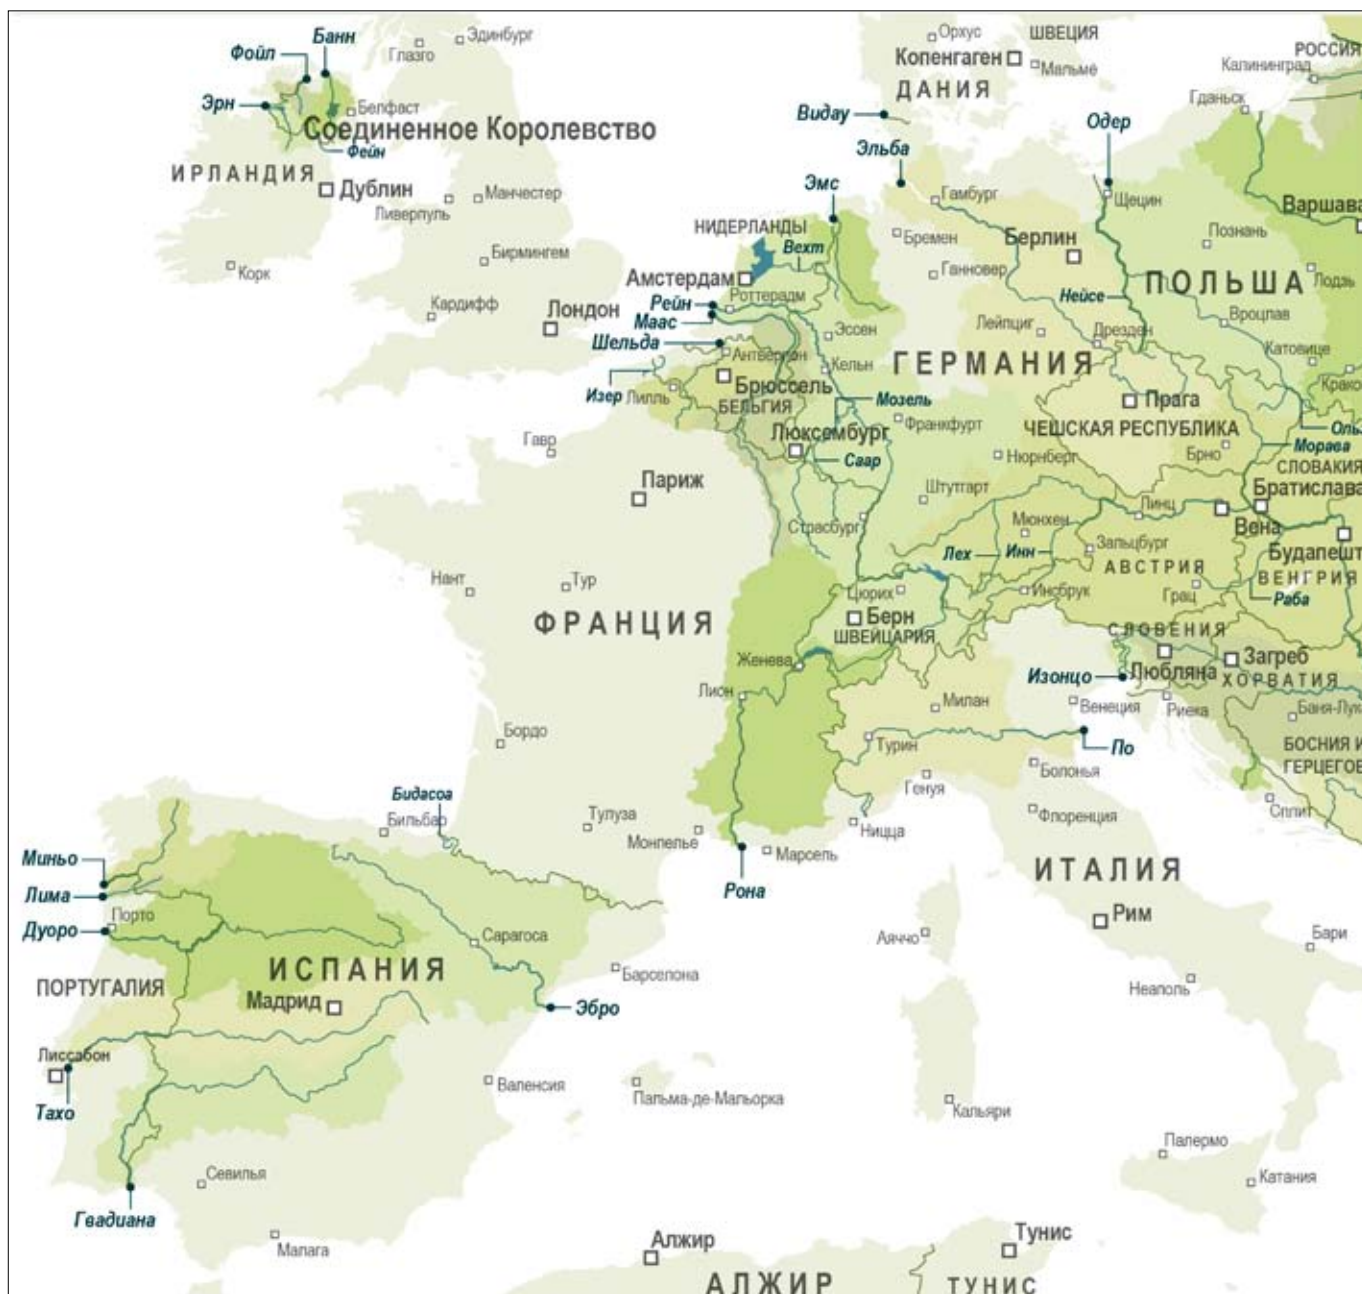 Банн
Фойл
Эдинбург
Глазго
Эрн
Белфаст
Соединенное Королевство
Фейн
ИРЛАНДИЯ
Дублин
Манчестер
Ливерпуль
Бирмингем
Корк
Кардифф
Лондон
Орхус
ШВЕЦИЯ
Копенгаген
Мальме
ДАНИЯ
РОССИЯ
Калининград
Гданьск
Видау
Эльба
Одер
Эмс
Гамбург
Щецин
Варшава
НИДЕРЛАНДЫ
Вехт
Бремен
Берлин
Познань
Амстердам
Ганновер
ПОЛЬША
Лодзь
Рейн
Роттерадм
Нейсе
Маас
Эссен
Лейпциг
Дрезден
Вроцлав
Шельда
Антверпен
Кельн
ГЕРМАНИЯ
Катовице
Крако
Изер
Лилль
Брюссель
БЕЛЬГИЯ
Мозель
Прага
Франкфурт
ЧЕШСКАЯ РЕСПУБЛИКА
Оль
Морава
Гавр
Люксембург
Саар
Нюрнберг
Брно
СЛОВАКИЯ
Париж
Штутгарт
Линц
Братислава
Страсбург
Мюнхен
Вена
Лех
Инн
Зальцбург
Будапешт
АВСТРИЯ
ВЕНГРИЯ
Нант
Тур
Цюрих
Инсбрук
Грац
Раба
ФРАНЦИЯ
Берн
ШВЕЙЦАРИЯ
СЛОВЕНИЯ
Женева
Изонцо
Любляна
Загреб
ХОРВАТИЯ
Лион
Милан
Венеция
Риека
Баня-Лук
Бордо
Турин
По
БОСНИЯ И
ГЕРЦЕГОВ
Болонья
Генуя
Бидасоа
Бильбао
Тулуза
Монпелье
Ницца
Флоренция
Сплит
Марсель
Миньо
Лима
Рона
ИТАЛИЯ
Порто
Дуоро
Сарагоса
Рим
Аяччо
Бари
ИСПАНИЯ
Барселона
ПОРТУГАЛИЯ
Мадрид
Эбро
Неаполь
Лиссабон
Валенсия
Пальма-де-Мальорка
Тахо
Кальяри
Палермо
Севилья
Катания
Гвадиана
Малага
Алжир
Тунис
АЛЖИР
ТУНИС